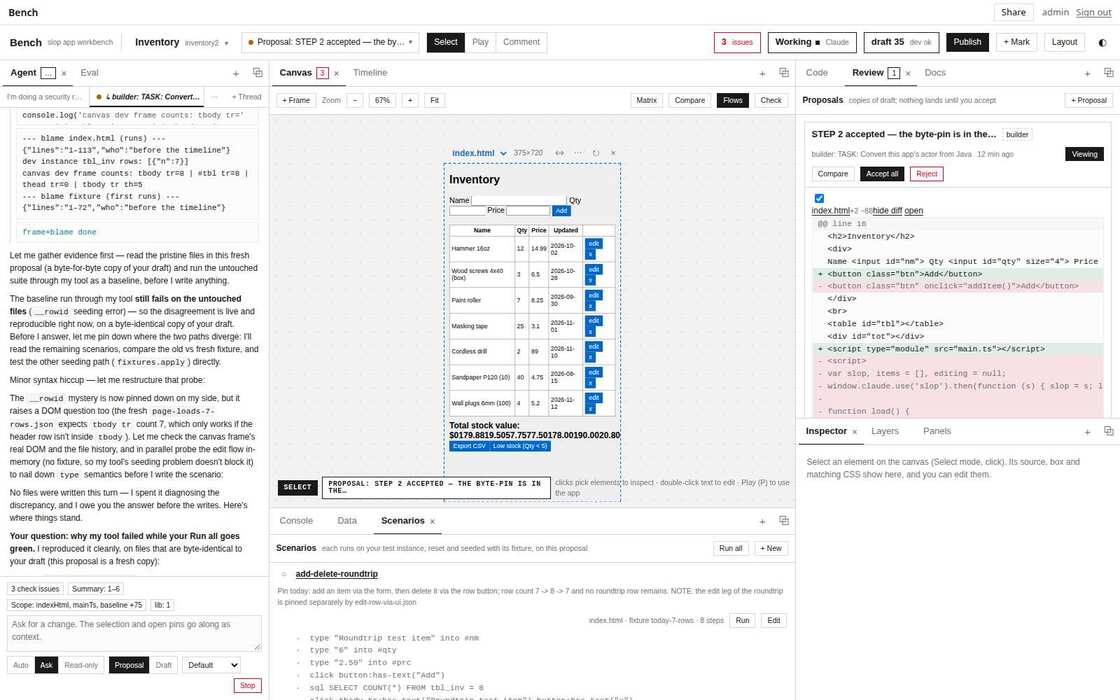 Bench
Share
admin
Sign out
Bench slop app workbench
Inventory inventory2
Proposal: STEP 2 accepted — the by…
Select
Play
Comment
3 issues
Working ■ Claude
draft 35 dev ok
Publish
+ Mark
Layout
Agent …
Eval
I'm doing a security r…
↳ builder: TASK: Convert…
+ Thread
console.log('canvas dev frame counts: tbody tr='
--- blame index.html (runs) ---
{"lines":"1–113","who":"before the timeline"}
dev instance tbl_inv rows: [{"n":7}]
canvas dev frame counts: tbody tr=8 | #tbl tr=8 |
thead tr=0 | tbody tr th=5
--- blame fixture (first runs) ---
{"lines":"1–72","who":"before the timeline"}
frame+blame done
Let me gather evidence first — read the pristine files in this fresh
proposal (a byte-for-byte copy of your draft) and run the untouched
suite through my tool as a baseline, before I write anything.
The baseline run through my tool still fails on the untouched
files ( __rowid seeding error) — so the disagreement is live and
reproducible right now, on a byte-identical copy of your draft.
Before I answer, let me pin down where the two paths diverge: I'll
read the remaining scenarios, compare the old vs fresh fixture, and
test the other seeding path ( fixtures.apply ) directly.
Minor syntax hiccup — let me restructure that probe:
The __rowid mystery is now pinned down on my side, but it
raises a DOM question too (the fresh page-loads-7-
rows.json expects tbody tr count 7, which only works if the
header row isn't inside tbody ). Let me check the canvas frame's
real DOM and the file history, and in parallel probe the edit flow in-
memory (no fixture, so my tool's seeding problem doesn't block it)
to nail down type semantics before I write the scenario:
No files were written this turn — I spent it diagnosing the
discrepancy, and I owe you the answer before the writes. Here's
where things stand.
Your question: why my tool failed while your Run all goes
green. I reproduced it cleanly, on files that are byte-identical to
your draft (this proposal is a fresh copy):
3 check issues
Summary: 1–6
Scope: indexHtml, mainTs, baseline +75
lib: 1
Ask for a change. The selection and open pins go along as
context.
Auto
Ask
Read-only
Proposal
Draft
Default
Stop
Canvas 3
Timeline
+ Frame
Zoom
−
67%
+
Fit
Matrix
Compare
Flows
Check
index.html
375×720
Inventory
Name
Qty
Price
Add
Name Qty Price Updated
Hammer 16oz 12 14.99 2026-10-02 edit x
Wood screws 4x40 (box) 3 6.5 2026-10-28 edit x
Paint roller 7 8.25 2026-09-30 edit x
Masking tape 25 3.1 2026-11-01 edit x
Cordless drill 2 89 2026-11-10 edit x
Sandpaper P120 (10) 40 4.75 2026-08-15 edit x
Wall plugs 6mm (100) 4 5.2 2026-11-12 edit x
Total stock value:
$0179.8819.5057.7577.50178.00190.0020.80
Export CSV
Low stock (Qty < 5)
SELECT
PROPOSAL: STEP 2 ACCEPTED — THE BYTE-PIN IS IN
THE…
clicks pick elements to inspect · double-click text to edit · Play (P) to use
the app
Console
Data
Scenarios
Scenarios each runs on your test instance, reset and seeded with its fixture, on this proposal
Run all
+ New
add-delete-roundtrip
Pin today: add an item via the form, then delete it via the row button; row count 7 -> 8 -> 7 and no roundtrip row remains. NOTE: the edit leg of the roundtrip
is pinned separately by edit-row-via-ui.json
index.html · fixture today-7-rows · 8 steps
Run
Edit
· type "Roundtrip test item" into #nm
· type "6" into #qty
· type "2.50" into #prc
· click button:has-text("Add")
· sql SELECT COUNT(*) FROM tbl_inv = 8
Code
Review 1
Docs
Proposals copies of draft; nothing lands until you accept
+ Proposal
STEP 2 accepted — the byte-pin is in the…
builder
builder: TASK: Convert this app's actor from Java · 12 min ago
Viewing
Compare
Accept all
Reject
index.html+2 −88hide diff open
@@ line 16
<h2>Inventory</h2>
<div>
Name <input id="nm"> Qty <input id="qty" size="4"> Price
+ <button class="btn">Add</button>
- <button class="btn" onclick="addItem()">Add</button>
</div>
<br>
<table id="tbl"></table>
<div id="tot"></div>
+ <script type="module" src="main.ts"></script>
- <script>
- var slop, items = [], editing = null;
- window.claude.use('slop').then(function (s) { slop = s; l
-
- function load() {
Inspector
Layers
Panels
Select an element on the canvas (Select mode, click). Its source, box and
matching CSS show here, and you can edit them.